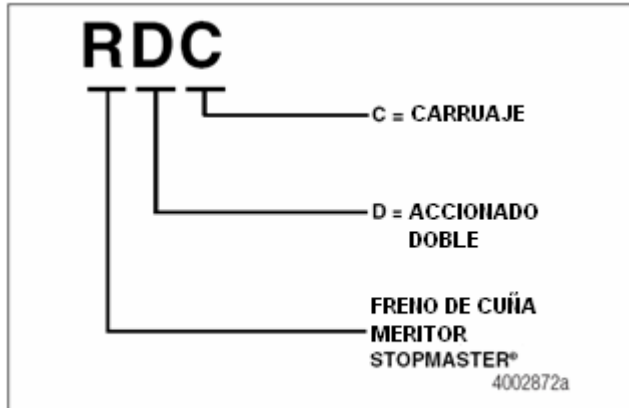 RDC
C = CARRUAJE
D = ACCIONADO
DOBLE
FRENO DE CUÑA
MERITOR
STOPMASTER®
4002872a